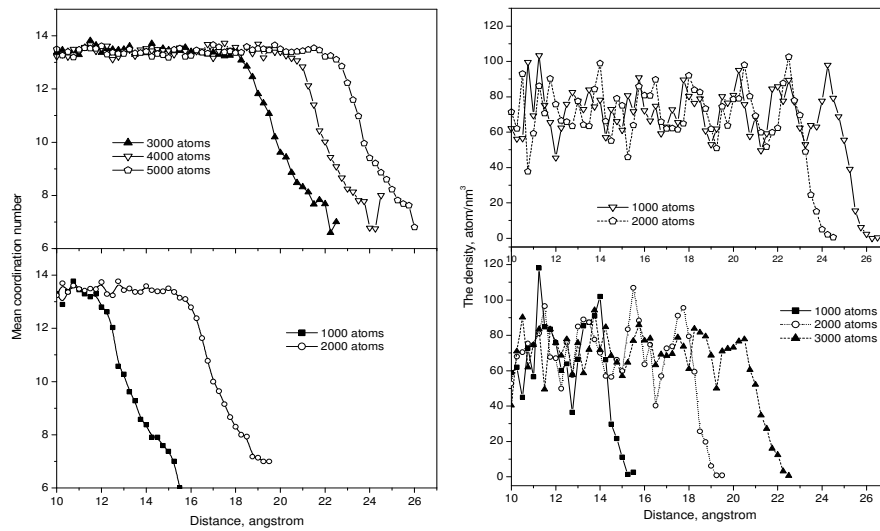 14
12
10
8
6
3000 atoms
4000 atoms
5000 atoms
Mean coordination number
14
12
10
8
6
1000 atoms
2000 atoms
10 12 14 16 18 20 22 24 26
Distance, angstrom
120
100
80
60
40
20
0
1000 atoms
2000 atoms
10 12 14 16 18 20 22 24 26
The density, atom/nm³
120
100
80
60
40
20
0
1000 atoms
2000 atoms
3000 atoms
10 12 14 16 18 20 22 24 26
Distance, angstrom